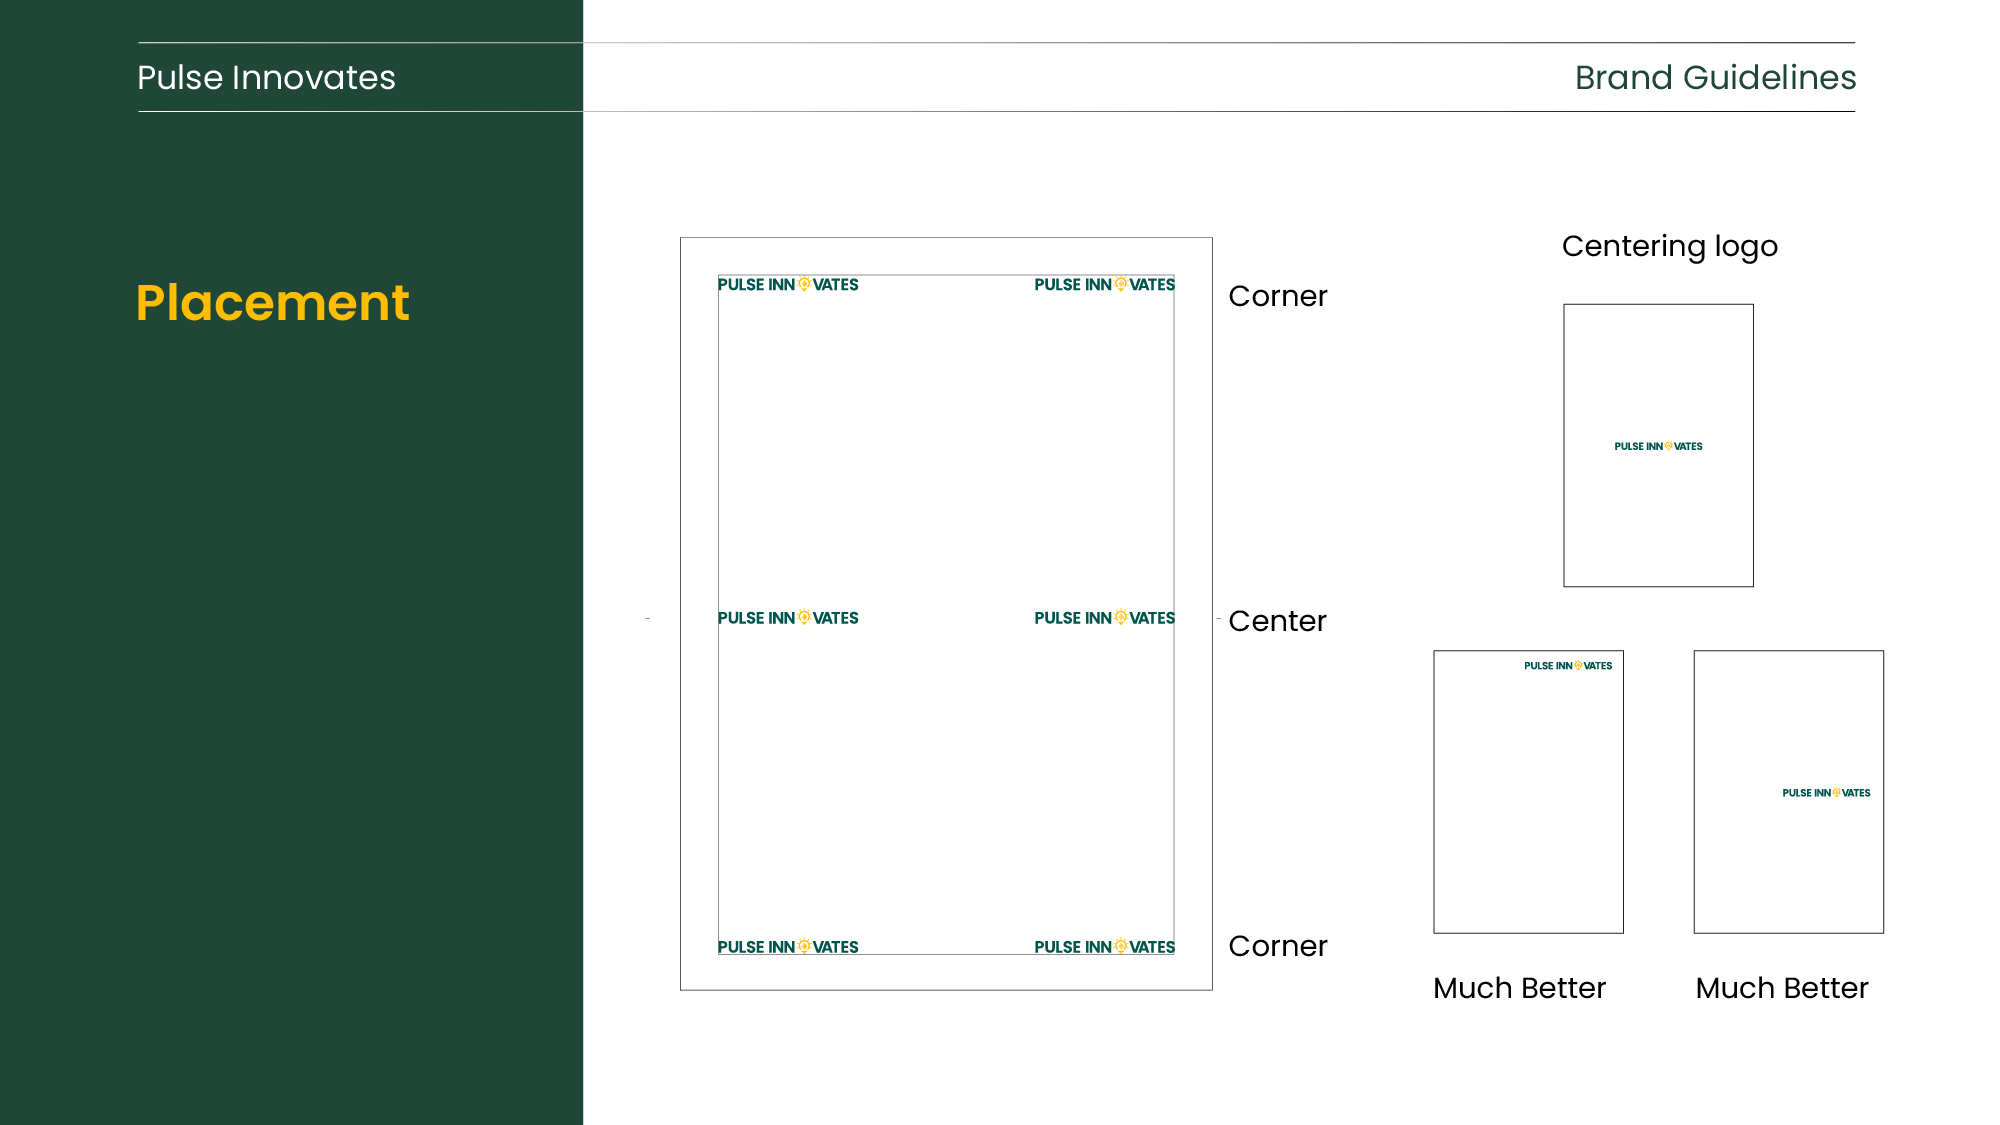 Pulse Innovates
Brand Guidelines
Placement
PULSE INNOVATES PULSE INNOVATES
Corner
PULSE INNOVATES PULSE INNOVATES
Center
PULSE INNOVATES PULSE INNOVATES
Corner
Centering logo
PULSE INNOVATES
PULSE INNOVATES
PULSE INNOVATES
Much Better
Much Better